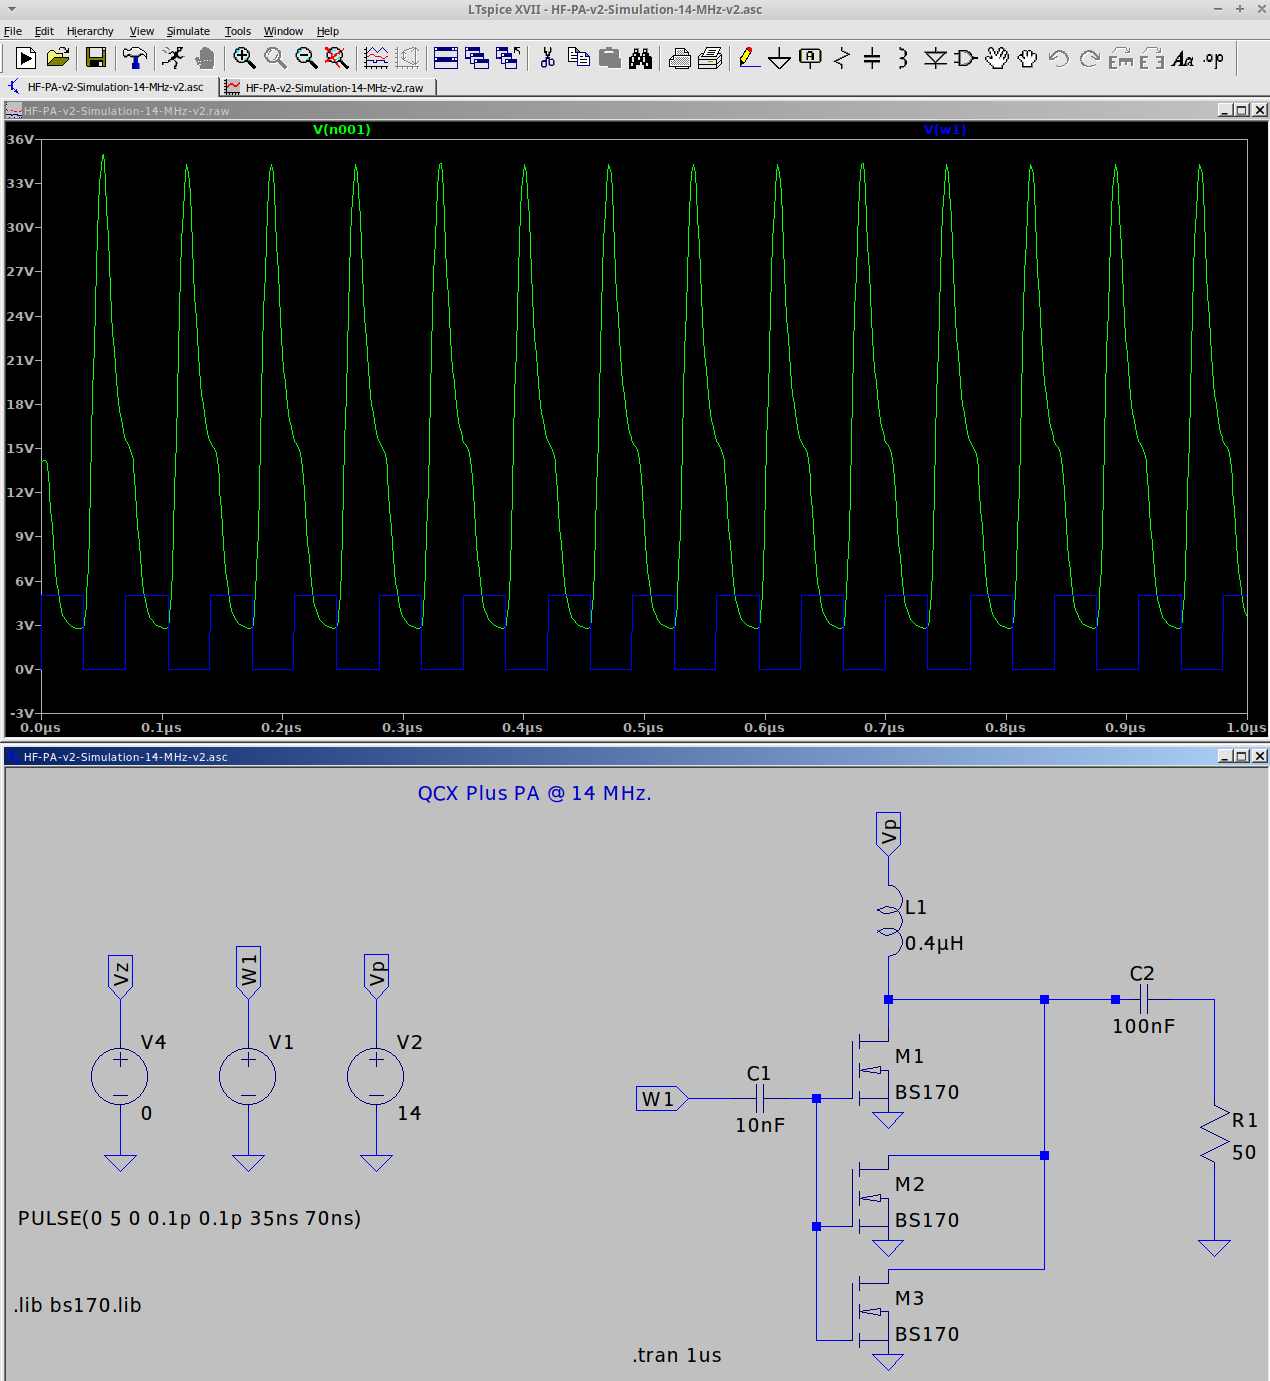 LTspice XVII - HF-PA-v2-Simulation-14-MHz-v2.asc
File Edit Hierarchy View Simulate Tools Window Help
HF-PA-v2-Simulation-14-MHz-v2.asc HF-PA-v2-Simulation-14-MHz-v2.raw
HF-PA-v2-Simulation-14-MHz-v2.raw
V(n001) V(w1)
36V
33V
30V
27V
24V
21V
18V
15V
12V
9V
6V
3V
0V
-3V
0.0µs 0.1µs 0.2µs 0.3µs 0.4µs 0.5µs 0.6µs 0.7µs 0.8µs 0.9µs 1.0µs
HF-PA-v2-Simulation-14-MHz-v2.asc
QCX Plus PA @ 14 MHz.
Vp
L1
0.4µH
Vz
W1
Vp
C2
100nF
V4
V1
V2
M1
BS170
C1
W1
10nF
0
14
R1
50
M2
BS170
PULSE(0 5 0 0.1p 0.1p 35ns 70ns)
M3
BS170
.lib bs170.lib
.tran 1us